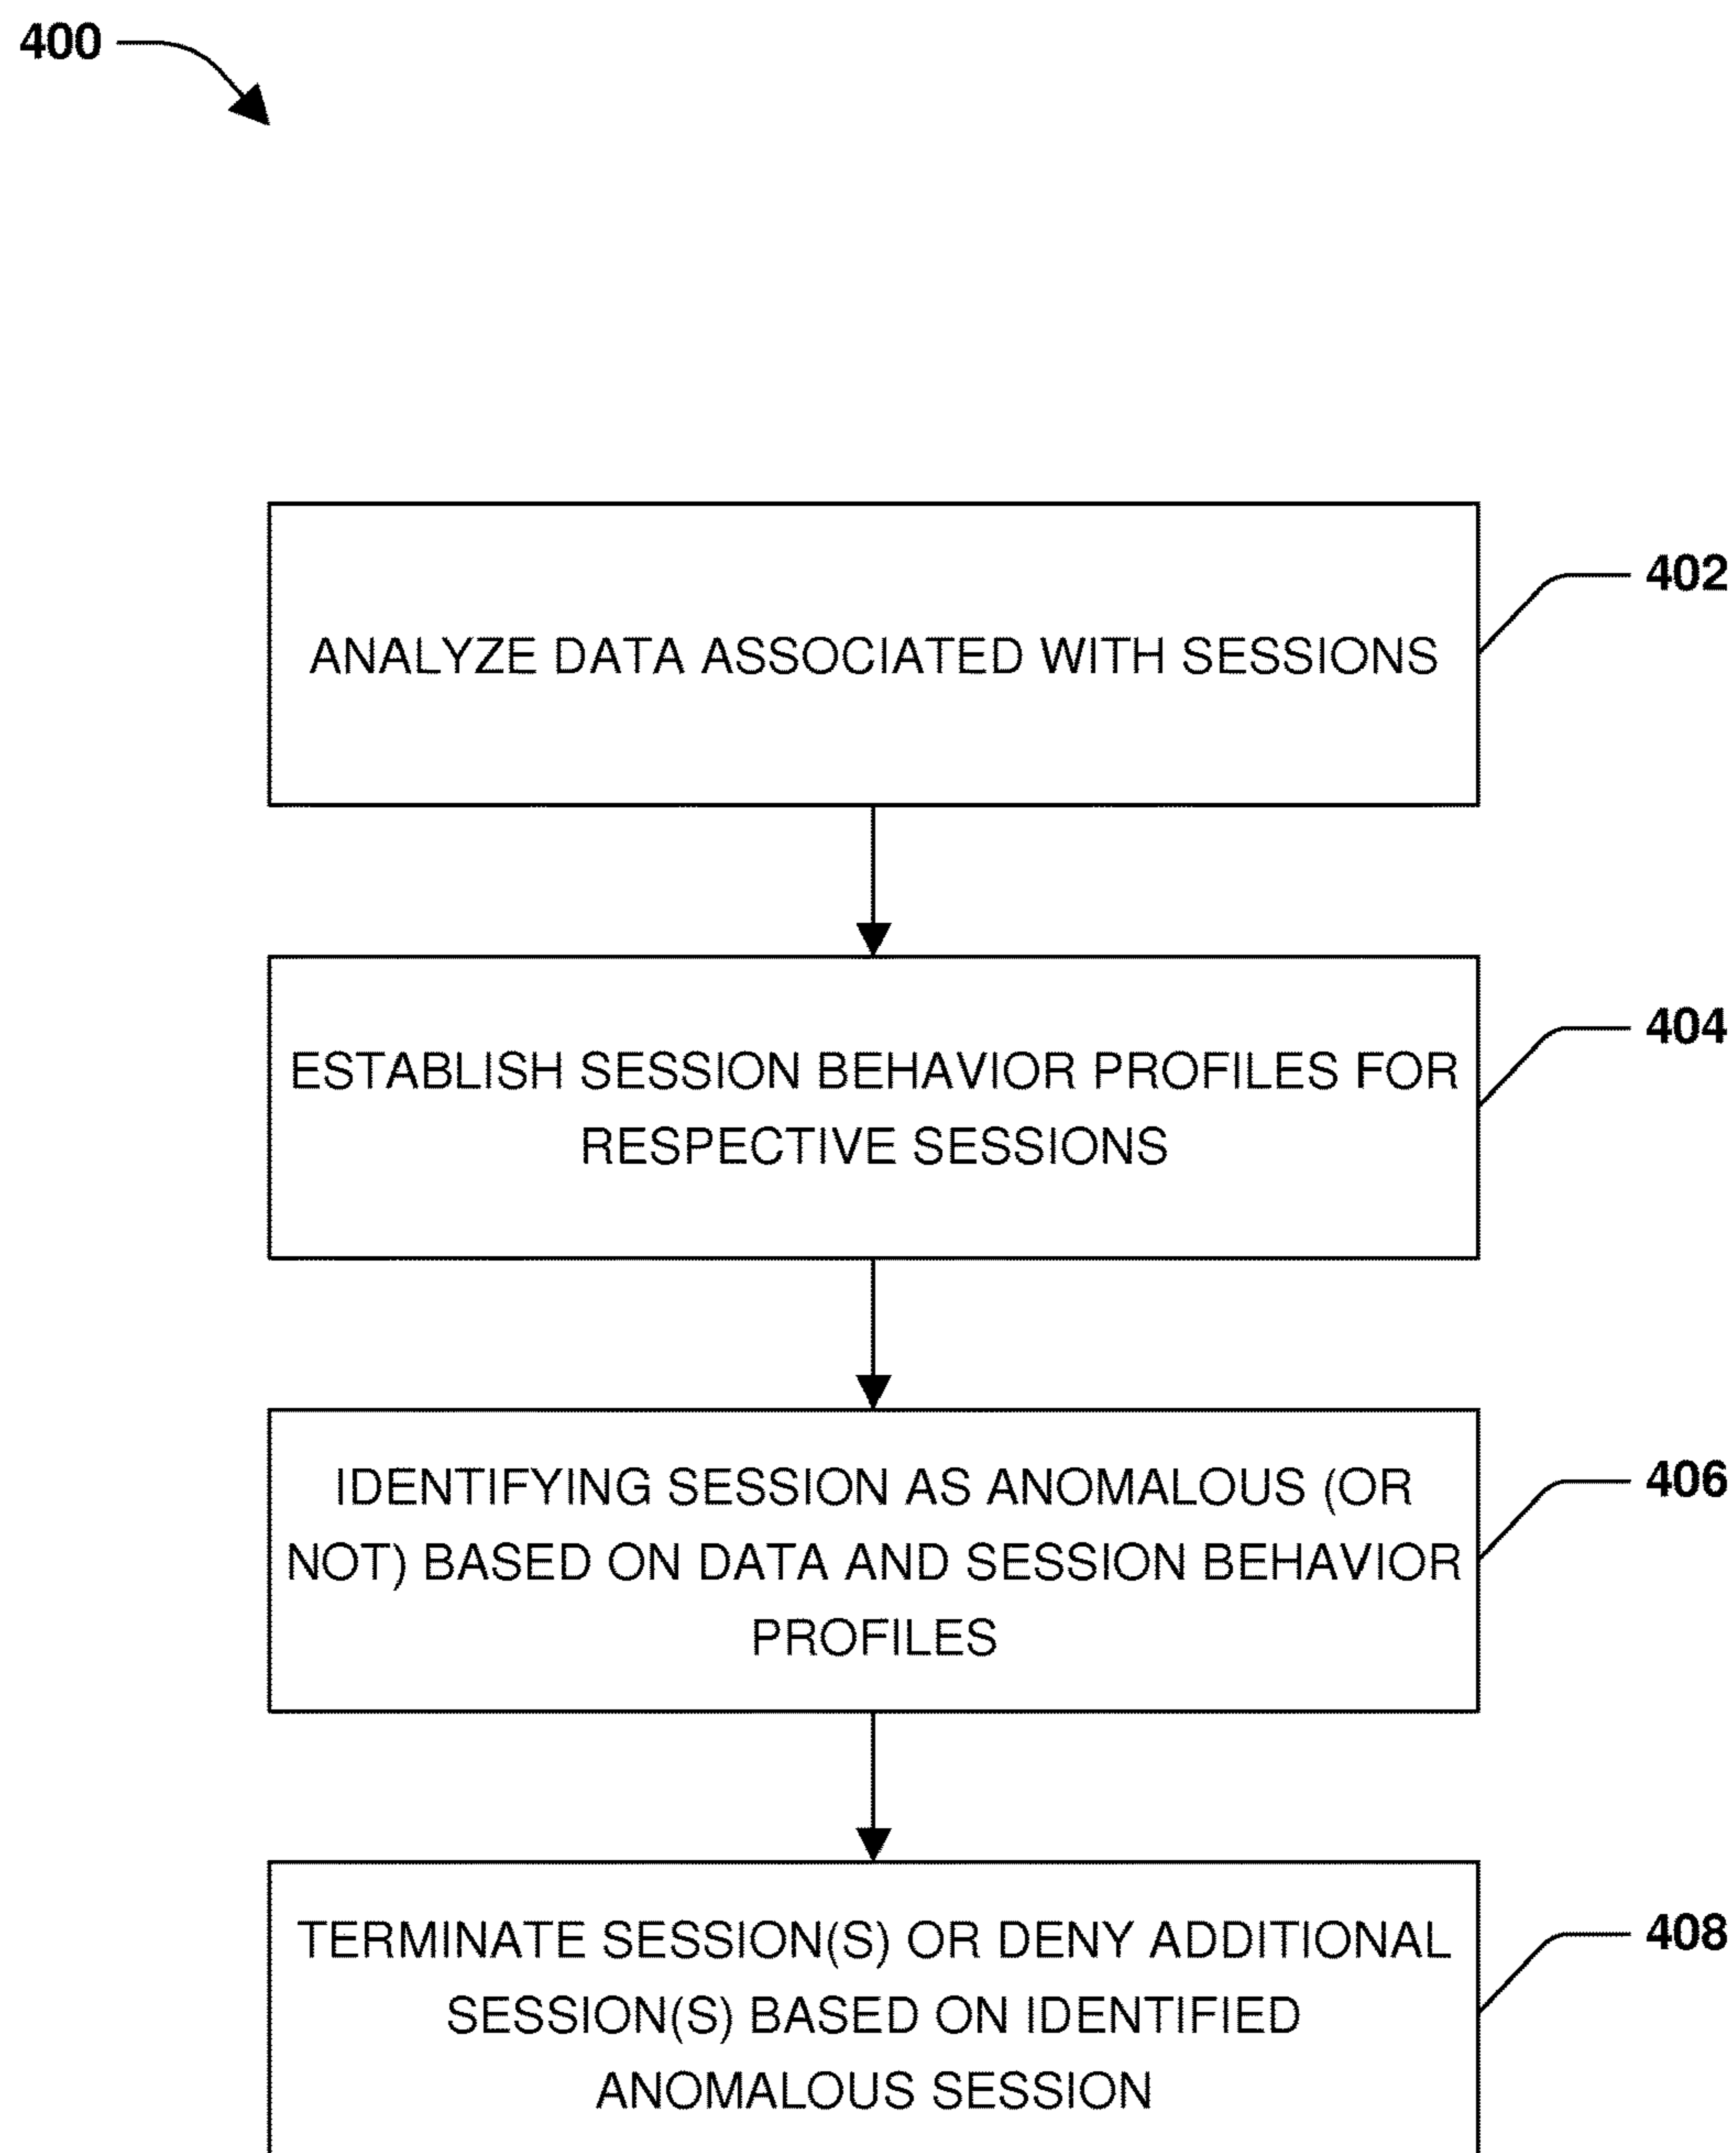 400
402
ANALYZE DATA ASSOCIATED WITH SESSIONS
404
ESTABLISH SESSION BEHAVIOR PROFILES FOR
RESPECTIVE SESSIONS
406
IDENTIFYING SESSION AS ANOMALOUS (OR
NOT) BASED ON DATA AND SESSION BEHAVIOR
PROFILES
408
TERMINATE SESSION(S) OR DENY ADDITIONAL
SESSION(S) BASED ON IDENTIFIED
ANOMALOUS SESSION